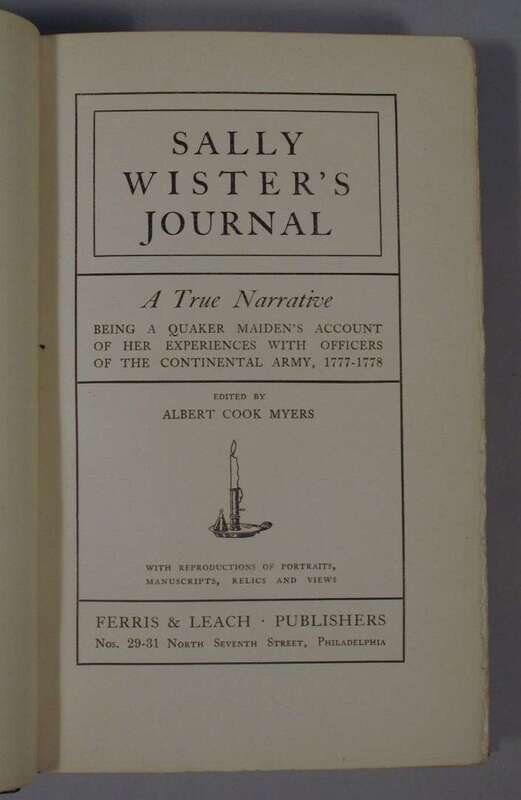 SALLY
WISTER'S
JOURNAL
A True Narrative
BEING A QUAKER MAIDEN'S ACCOUNT
OF HER EXPERIENCES WITH OFFICERS
OF THE CONTINENTAL ARMY, 1777-1778
EDITED BY
ALBERT COOK MYERS
WITH REPRODUCTIONS OF PORTRAITS,
MANUSCRIPTS, RELICS AND VIEWS
FERRIS & LEACH · PUBLISHERS
Nos. 29-31 North Seventh Street, Philadelphia